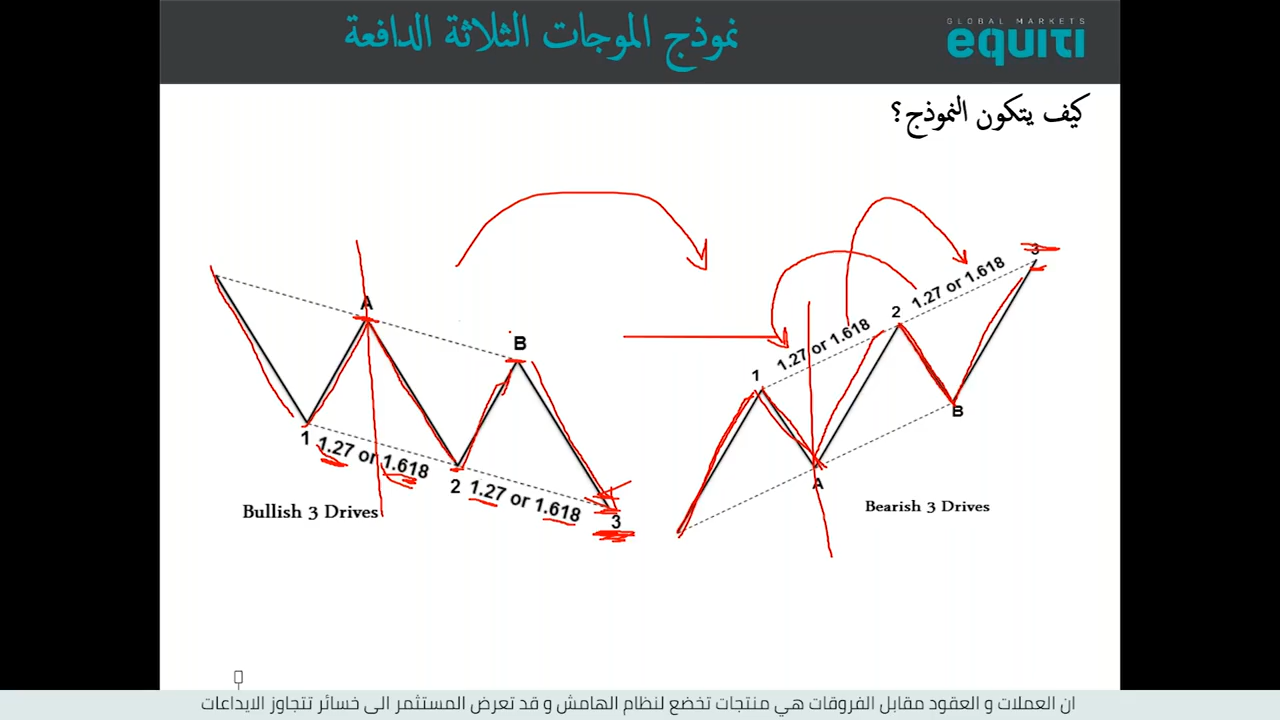 نموذج الموجات الثلاثة الدافعة
GLOBAL MARKETS
equiti
كيف يتكون النموذج؟
A
B
1
1.27 or 1.618
2
1.27 or 1.618
3
Bullish 3 Drives
3
1.27 or 1.618
2
1.27 or 1.618
1
B
A
Bearish 3 Drives
ان العملات و العقود مقابل الفروقات هي منتجات تخضع لنظام الهامش و قد تعرض المستثمر الى خسائر تتجاوز الايداعات